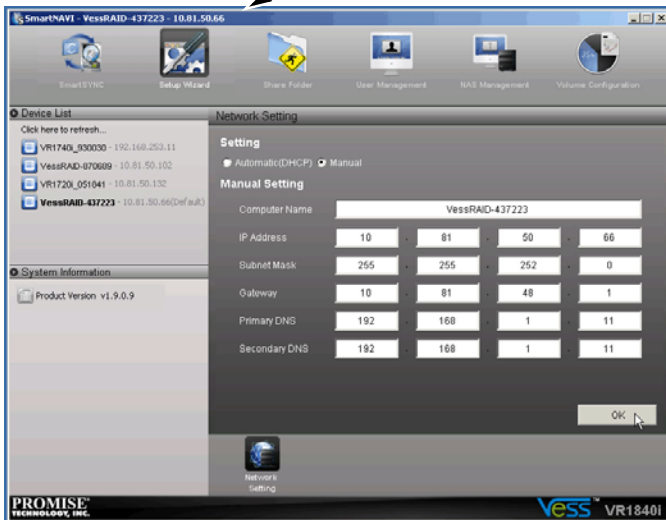 SmartNAVI - VessRAID-437223 - 10.81.50.66
SmartSYNC
Setup Wizard
Share Folder
User Management
NAS Management
Volume Configuration
Device List
Click here to refresh...
VR1740i_930030 - 192.168.253.11
VessRAID-070609 - 10.81.50.102
VR1720i_051841 - 10.81.50.132
VessRAID-437223 - 10.81.50.66(Default)
System Information
Product Version v1.9.0.9
Network Setting
Setting
Automatic(DHCP) Manual
Manual Setting
Computer Name VessRAID-437223
IP Address 10 . 81 . 50 . 66
Subnet Mask 255 . 255 . 252 . 0
Gateway 10 . 81 . 48 . 1
Primary DNS 192 . 168 . 1 . 11
Secondary DNS 192 . 168 . 1 . 11
OK
Network
Setting
PROMISE®
TECHNOLOGY, INC.
Vess™ VR1840i